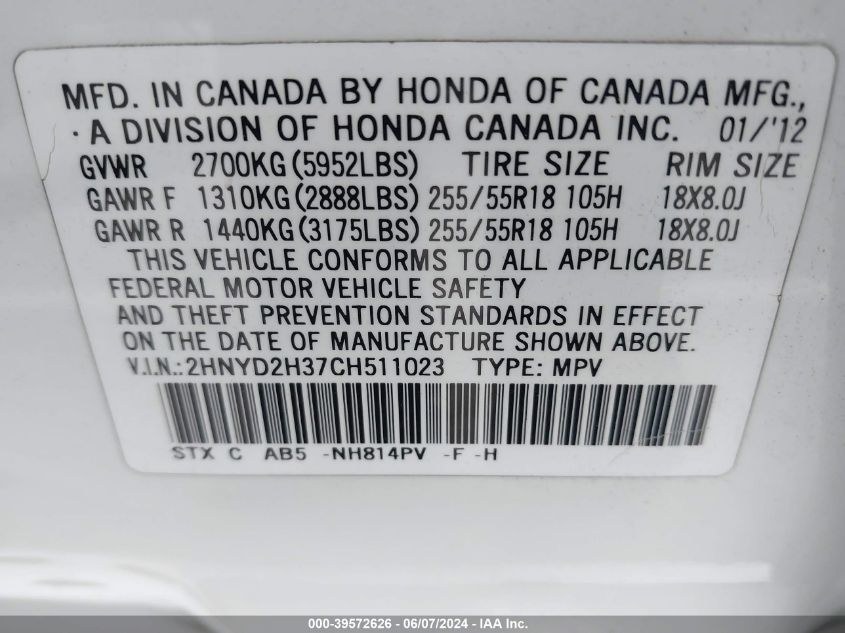 MFD. IN CANADA BY HONDA OF CANADA MFG.,
· A DIVISION OF HONDA CANADA INC. 01/'12
GVWR 2700KG (5952LBS) TIRE SIZE RIM SIZE
GAWR F 1310KG (2888LBS) 255/55R18 105H 18X8.0J
GAWR R 1440KG (3175LBS) 255/55R18 105H 18X8.0J
THIS VEHICLE CONFORMS TO ALL APPLICABLE
FEDERAL MOTOR VEHICLE SAFETY
AND THEFT PREVENTION STANDARDS IN EFFECT
ON THE DATE OF MANUFACTURE SHOWN ABOVE.
V.I.N.: 2HNYD2H37CH511023 TYPE: MPV
STX C AB5 -NH814PV -F -H
000-39572626 - 06/07/2024 - IAA Inc.